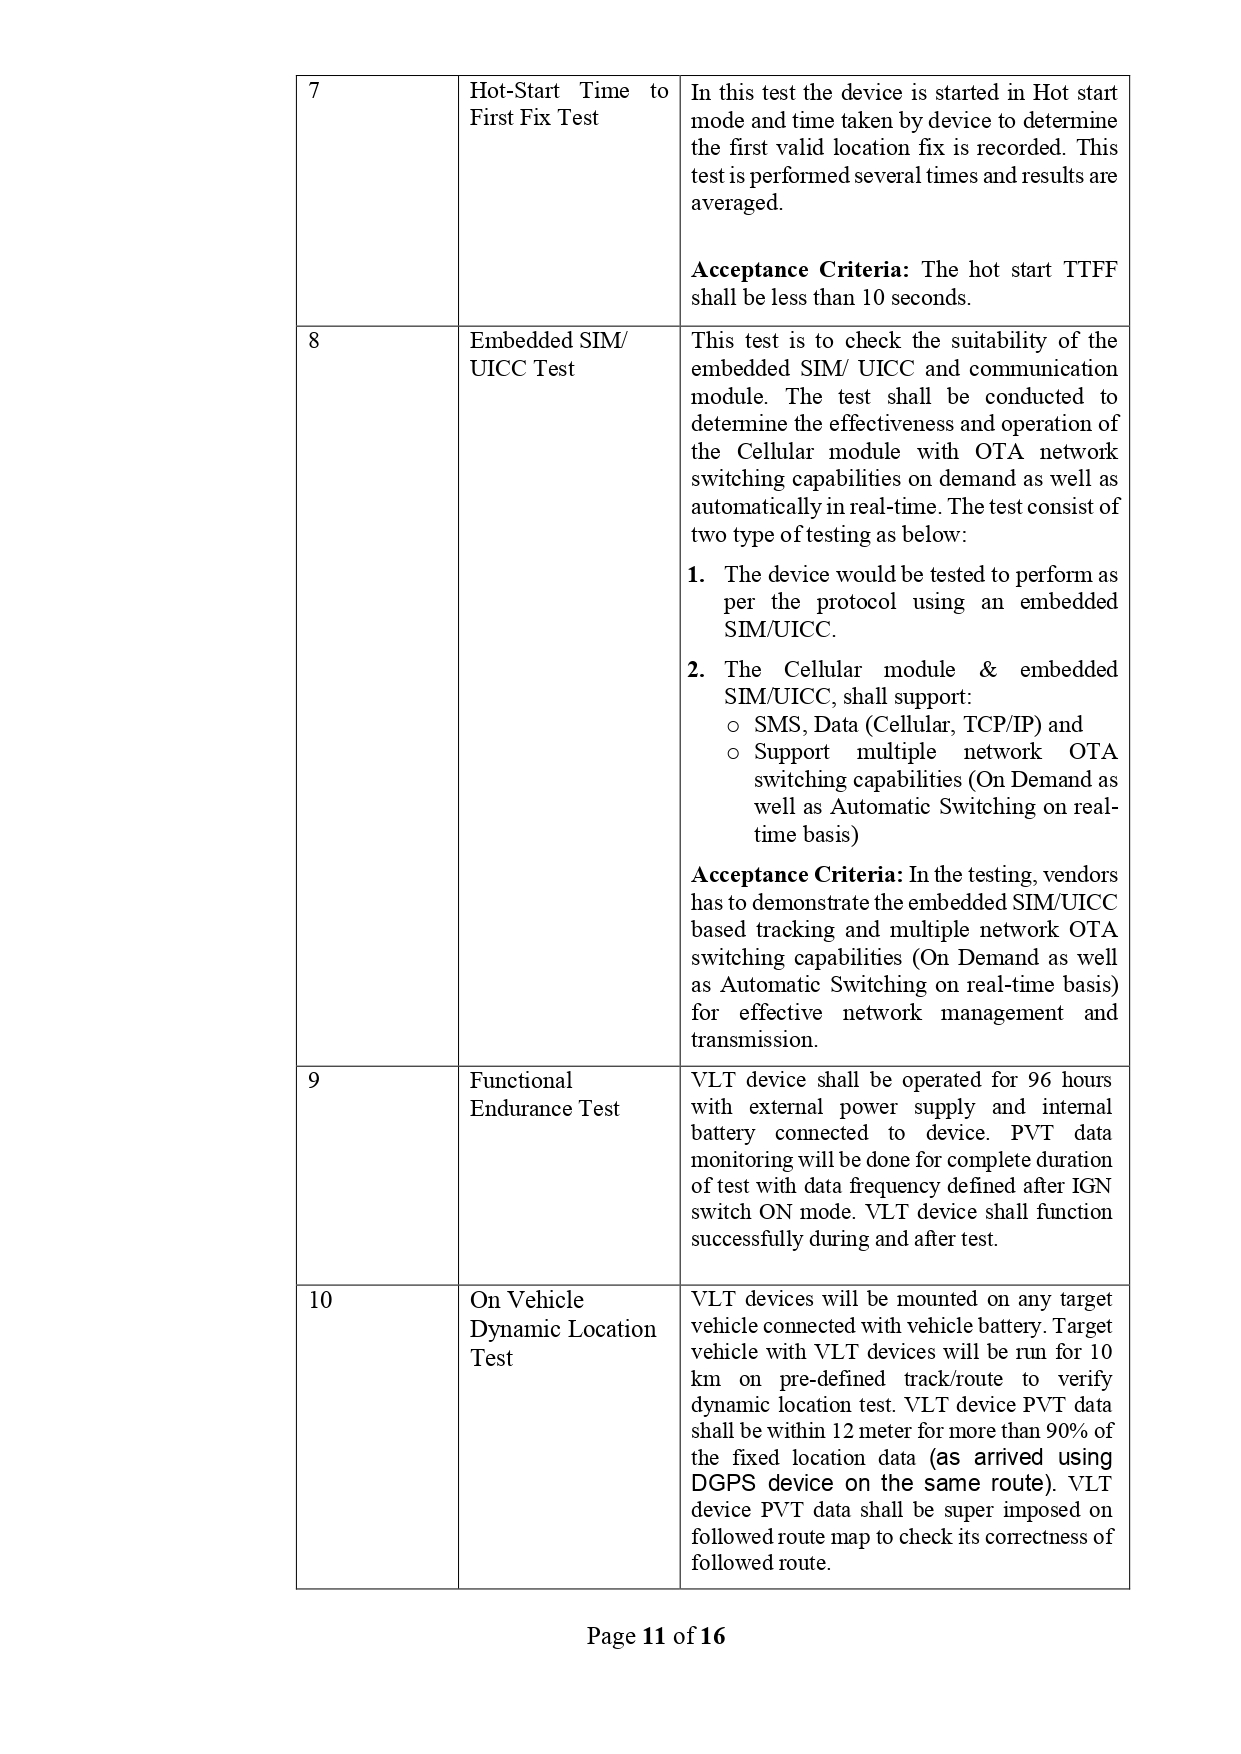 7
Hot-Start Time to
First Fix Test
In this test the device is started in Hot start
mode and time taken by device to determine
the first valid location fix is recorded. This
test is performed several times and results are
averaged.
Acceptance Criteria: The hot start TTFF
shall be less than 10 seconds.
8
Embedded SIM/
UICC Test
This test is to check the suitability of the
embedded SIM/ UICC and communication
module. The test shall be conducted to
determine the effectiveness and operation of
the Cellular module with OTA network
switching capabilities on demand as well as
automatically in real-time. The test consist of
two type of testing as below:
1. The device would be tested to perform as
per the protocol using an embedded
SIM/UICC.
2. The Cellular module & embedded
SIM/UICC, shall support:
o SMS, Data (Cellular, TCP/IP) and
o Support multiple network OTA
switching capabilities (On Demand as
well as Automatic Switching on real-
time basis)
Acceptance Criteria: In the testing, vendors
has to demonstrate the embedded SIM/UICC
based tracking and multiple network OTA
switching capabilities (On Demand as well
as Automatic Switching on real-time basis)
for effective network management and
transmission.
9
Functional
Endurance Test
VLT device shall be operated for 96 hours
with external power supply and internal
battery connected to device. PVT data
monitoring will be done for complete duration
of test with data frequency defined after IGN
switch ON mode. VLT device shall function
successfully during and after test.
10
On Vehicle
Dynamic Location
Test
VLT devices will be mounted on any target
vehicle connected with vehicle battery. Target
vehicle with VLT devices will be run for 10
km on pre-defined track/route to verify
dynamic location test. VLT device PVT data
shall be within 12 meter for more than 90% of
the fixed location data (as arrived using
DGPS device on the same route). VLT
device PVT data shall be super imposed on
followed route map to check its correctness of
followed route.
Page 11 of 16